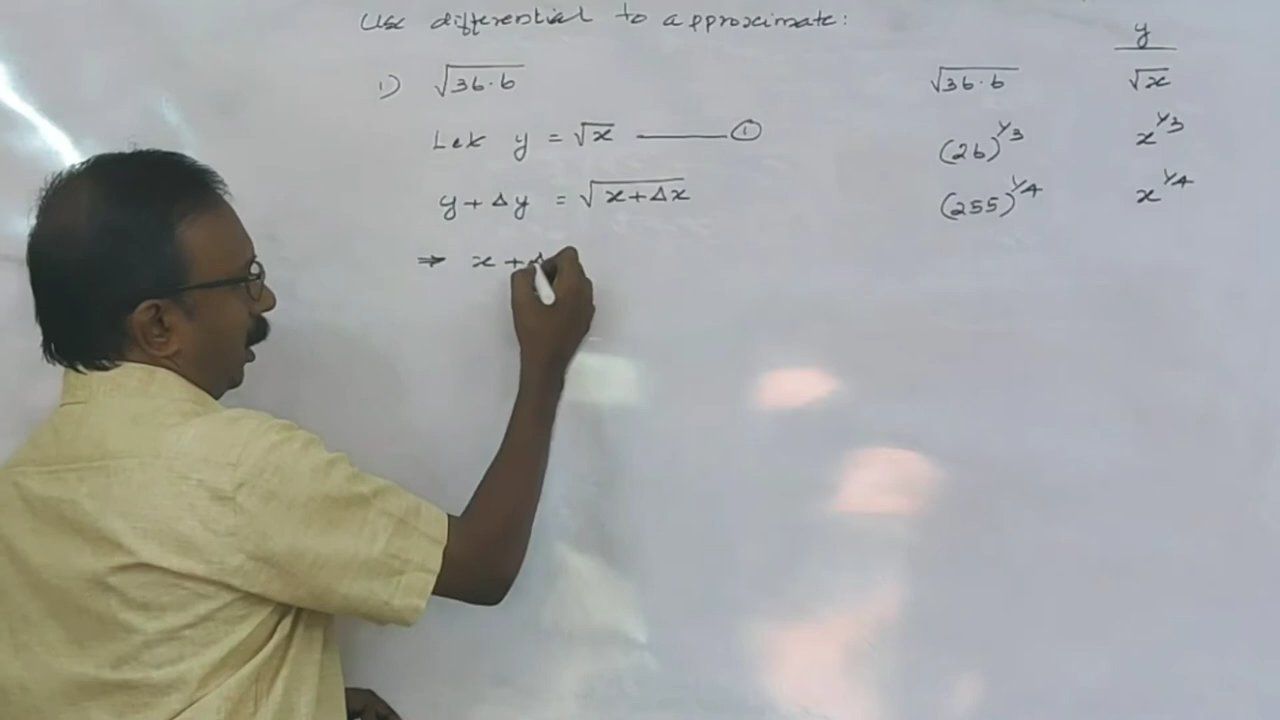 Use differential to approximate:
1) √36.6
Let y = √x ——— ①
y + Δy = √x+Δx
⇒ x + Δ
y
√36.6 √x
(26)^1/3 x^1/3
(255)^1/4 x^1/4